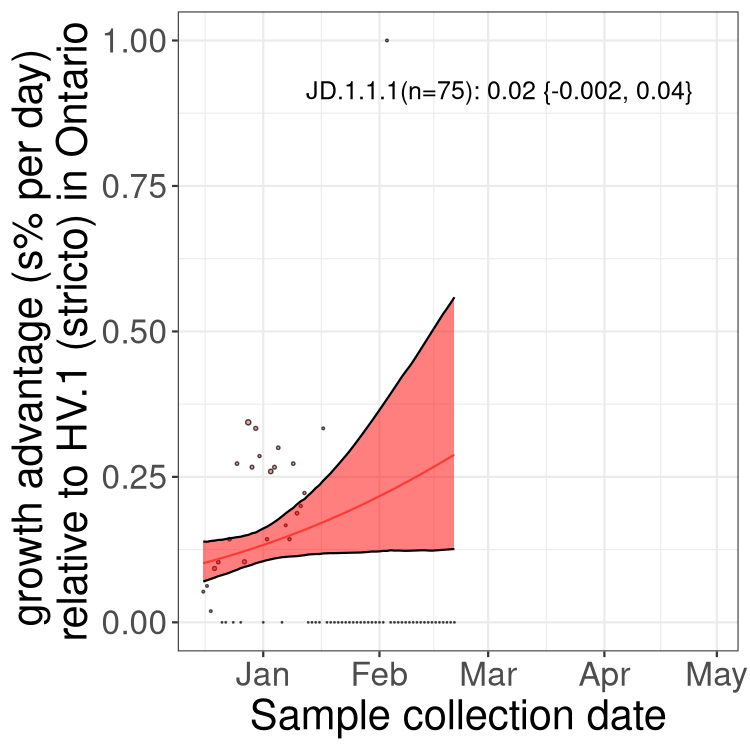 growth advantage (s% per day)
relative to HV.1 (stricto) in Ontario
1.00
0.75
0.50
0.25
0.00
JD.1.1.1(n=75): 0.02 {-0.002, 0.04}
Jan Feb Mar Apr May
Sample collection date